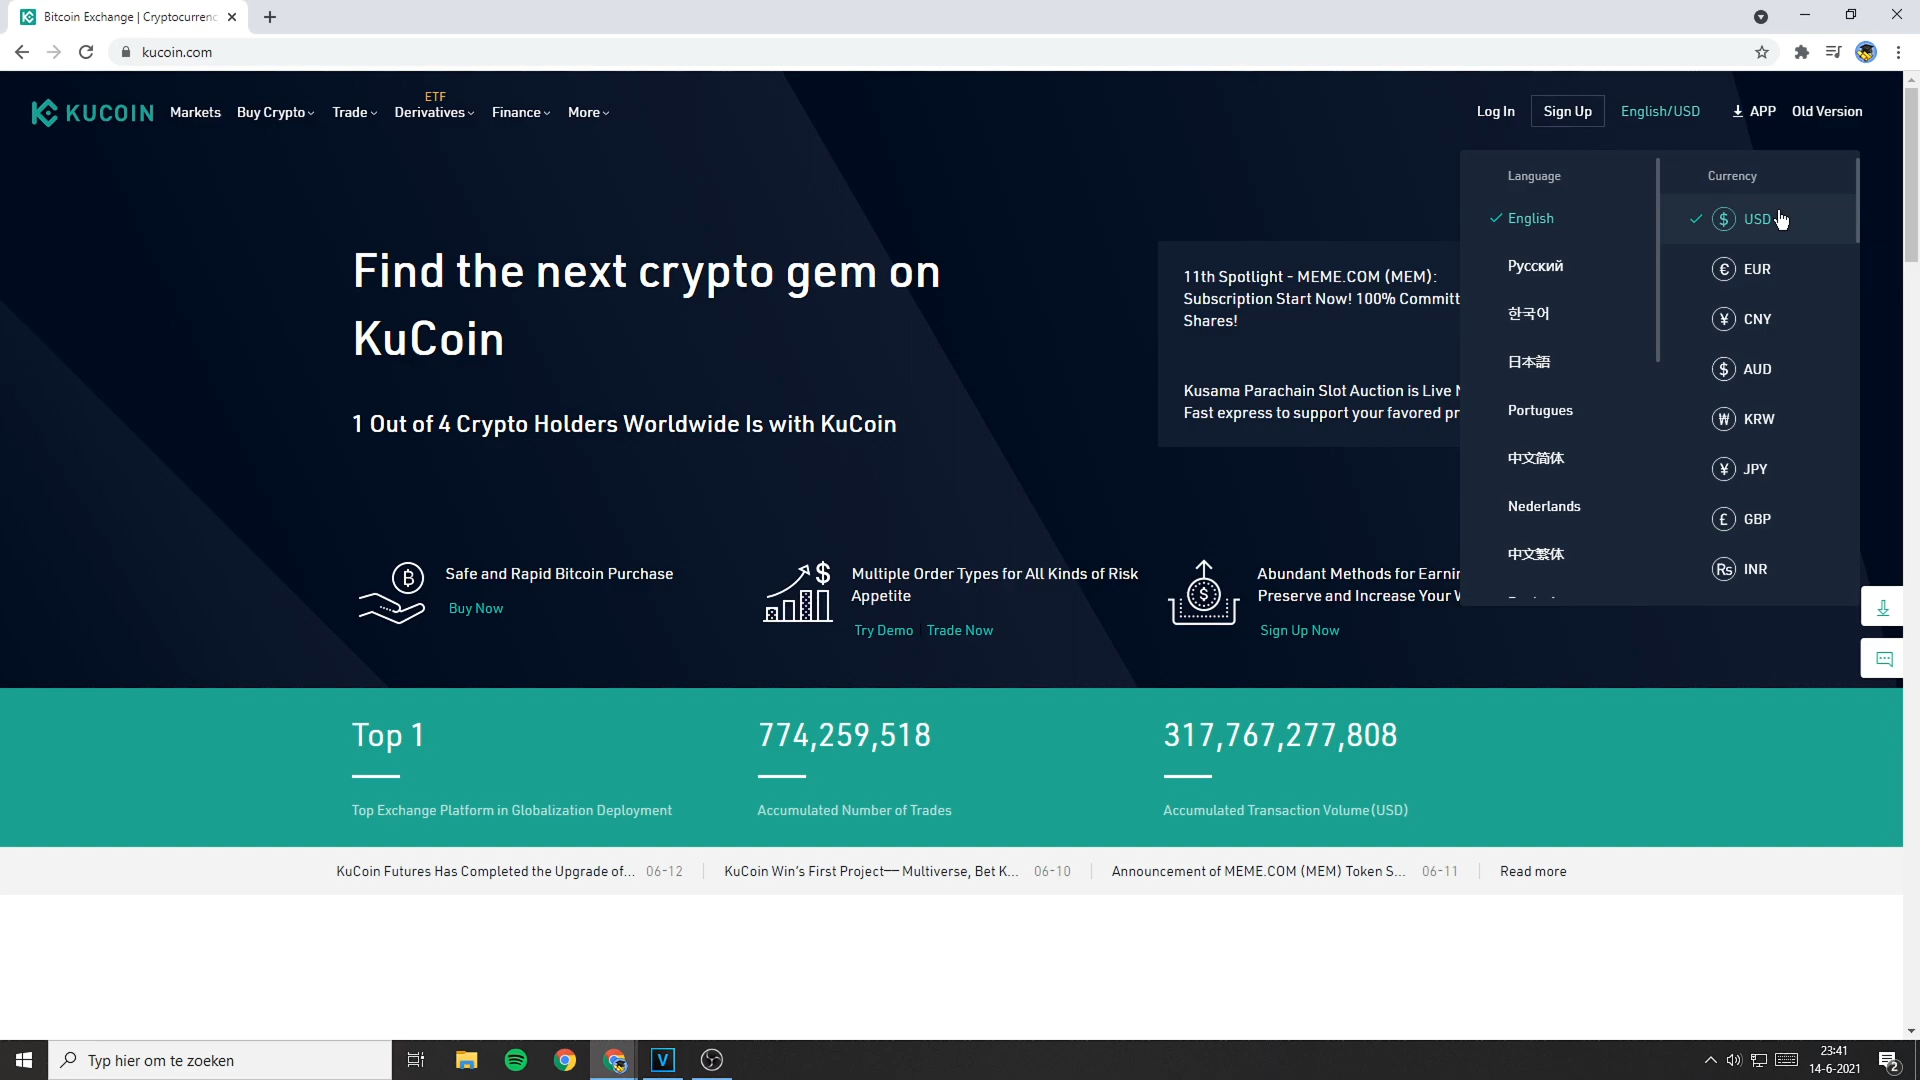 Bitcoin Exchange | Cryptocurrenc
kucoin.com
KUCOIN
Markets
Buy Crypto
Trade
ETF
Derivatives
Finance
More
Log In
Sign Up
English/USD
APP
Old Version
Language
English
Русский
한국어
日本語
Portugues
中文简体
Nederlands
中文繁体
Currency
$ USD
€ EUR
¥ CNY
$ AUD
₩ KRW
¥ JPY
£ GBP
Rs INR
Find the next crypto gem on
KuCoin
1 Out of 4 Crypto Holders Worldwide Is with KuCoin
11th Spotlight - MEME.COM (MEM):
Subscription Start Now! 100% Committ
Shares!
Kusama Parachain Slot Auction is Live
Fast express to support your favored pr
Safe and Rapid Bitcoin Purchase
Buy Now
Multiple Order Types for All Kinds of Risk
Appetite
Try Demo
Trade Now
Abundant Methods for Earnin
Preserve and Increase Your
Sign Up Now
Top 1
Top Exchange Platform in Globalization Deployment
774,259,518
Accumulated Number of Trades
317,767,277,808
Accumulated Transaction Volume(USD)
KuCoin Futures Has Completed the Upgrade of... 06-12
KuCoin Win's First Project—– Multiverse, Bet K... 06-10
Announcement of MEME.COM (MEM) Token S... 06-11
Read more
Typ hier om te zoeken
V
23:41
14-6-2021
2